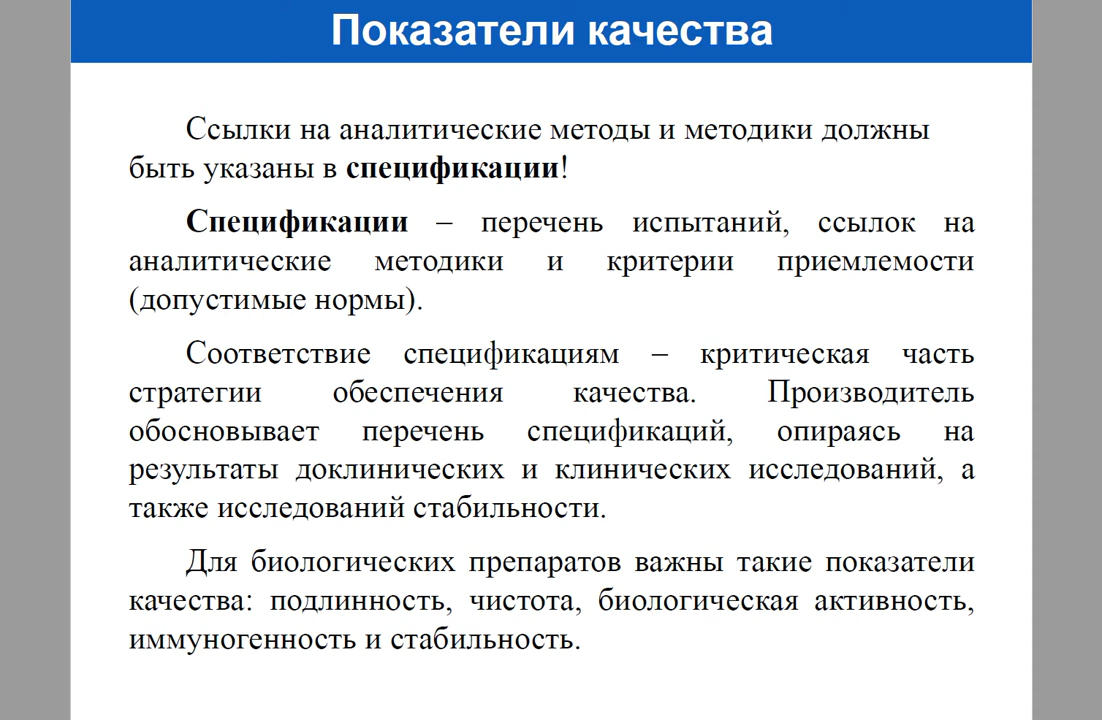 Показатели качества
Ссылки на аналитические методы и методики должны
быть указаны в спецификации!
Спецификации – перечень испытаний, ссылок на
аналитические методики и критерии приемлемости
(допустимые нормы).
Соответствие спецификациям – критическая часть
стратегии обеспечения качества. Производитель
обосновывает перечень спецификаций, опираясь на
результаты доклинических и клинических исследований, а
также исследований стабильности.
Для биологических препаратов важны такие показатели
качества: подлинность, чистота, биологическая активность,
иммуногенность и стабильность.